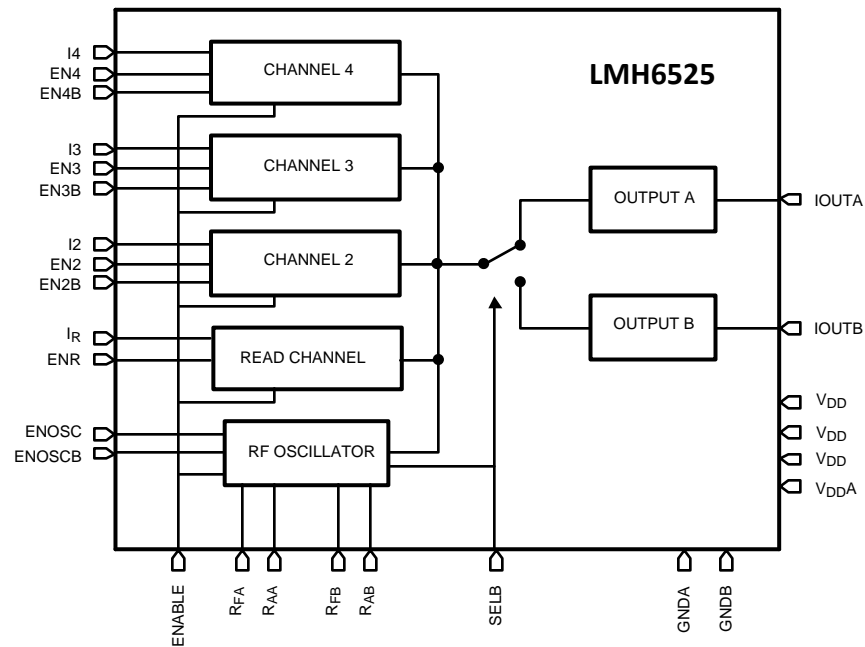 LMH6525
I4
EN4
EN4B
CHANNEL 4
I3
EN3
EN3B
CHANNEL 3
I2
EN2
EN2B
CHANNEL 2
IR
ENR
READ CHANNEL
ENOSC
ENOSCB
RF OSCILLATOR
OUTPUT A
IOUTA
OUTPUT B
IOUTB
VDD
VDD
VDD
VDDA
ENABLE
RFA
RAA
RFB
RAB
SELB
GNDA
GNDB